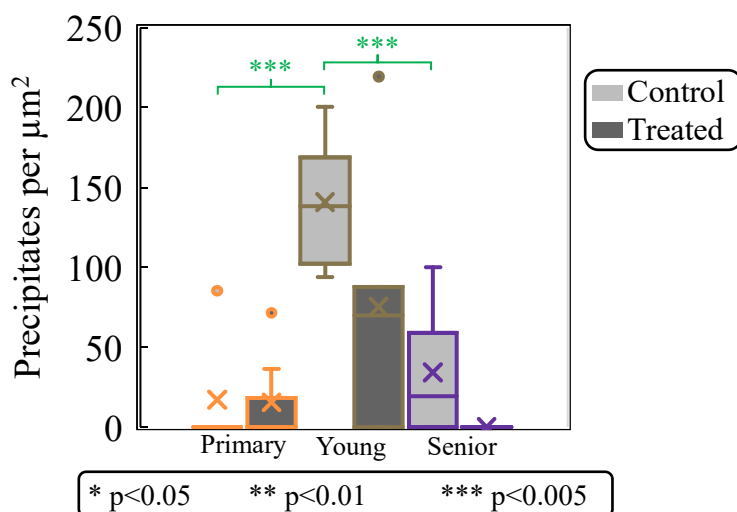 Precipitates per µm²
250
200
150
100
50
0
***
***
Control
Treated
Primary Young Senior
* p<0.05 ** p<0.01 *** p<0.005